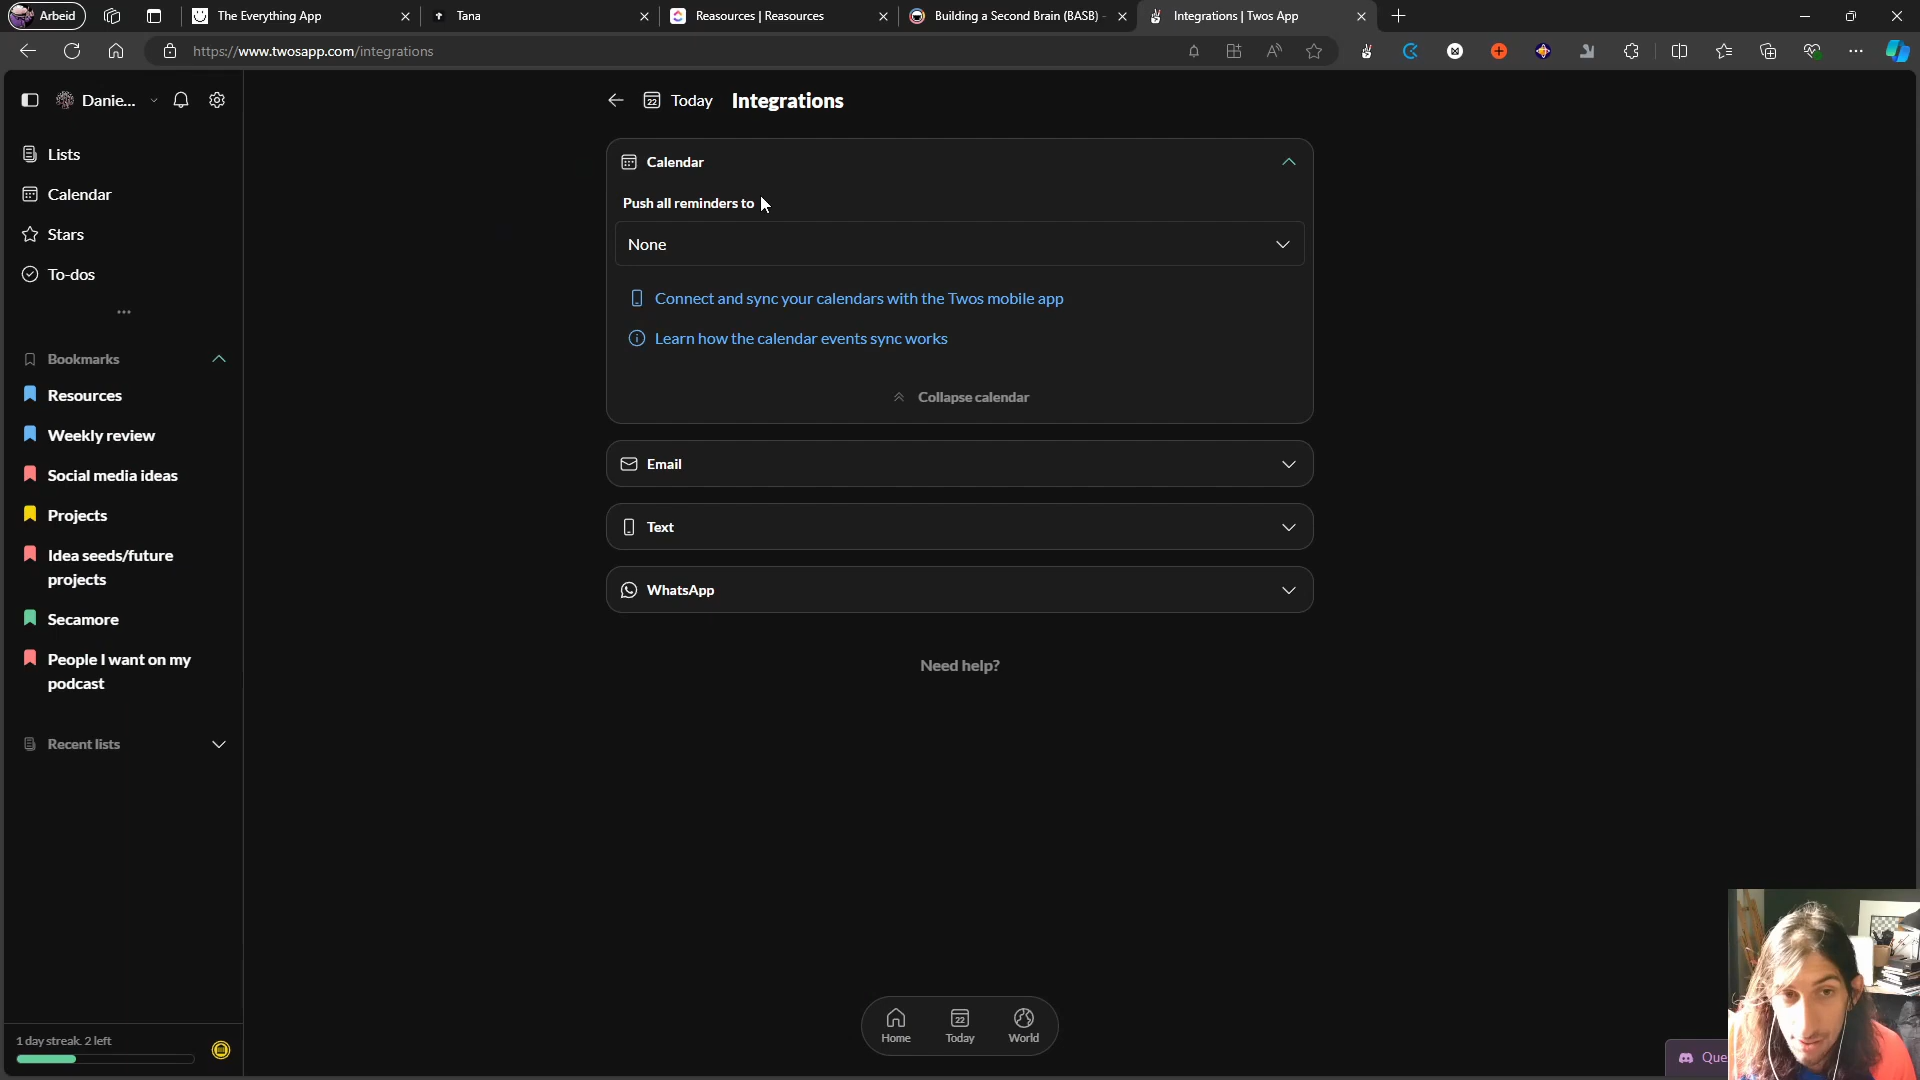 Arbeid
The Everything App
Tana
Reasources | Reasources
Building a Second Brain (BASB) -
Integrations | Twos App
https://www.twosapp.com/integrations
Danie...
Lists
Calendar
Stars
To-dos
Bookmarks
Resources
Weekly review
Social media ideas
Projects
Idea seeds/future
projects
Secamore
People I want on my
podcast
Recent lists
1 day streak. 2 left
22 Today Integrations
Calendar
Push all reminders to
None
Connect and sync your calendars with the Twos mobile app
Learn how the calendar events sync works
Collapse calendar
Email
Text
WhatsApp
Need help?
22
Home
Today
World
Que